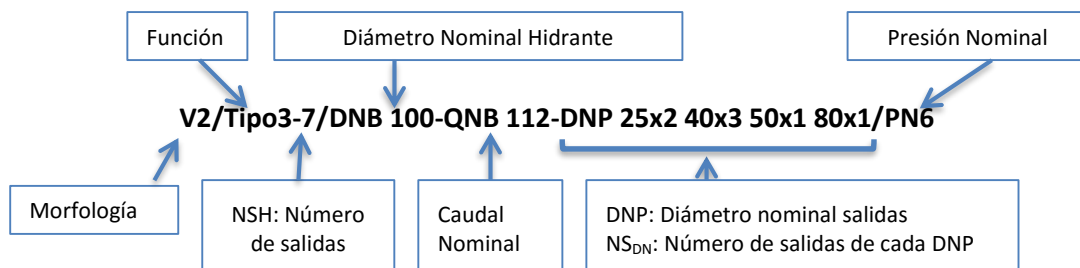 Función
Diámetro Nominal Hidrante
Presión Nominal
V2/Tipo3-7/DNB 100-QNB 112-DNP 25x2 40x3 50x1 80x1/PN6
Morfología
NSH: Número
de salidas
Caudal
Nominal
DNP: Diámetro nominal salidas
NSDN: Número de salidas de cada DNP